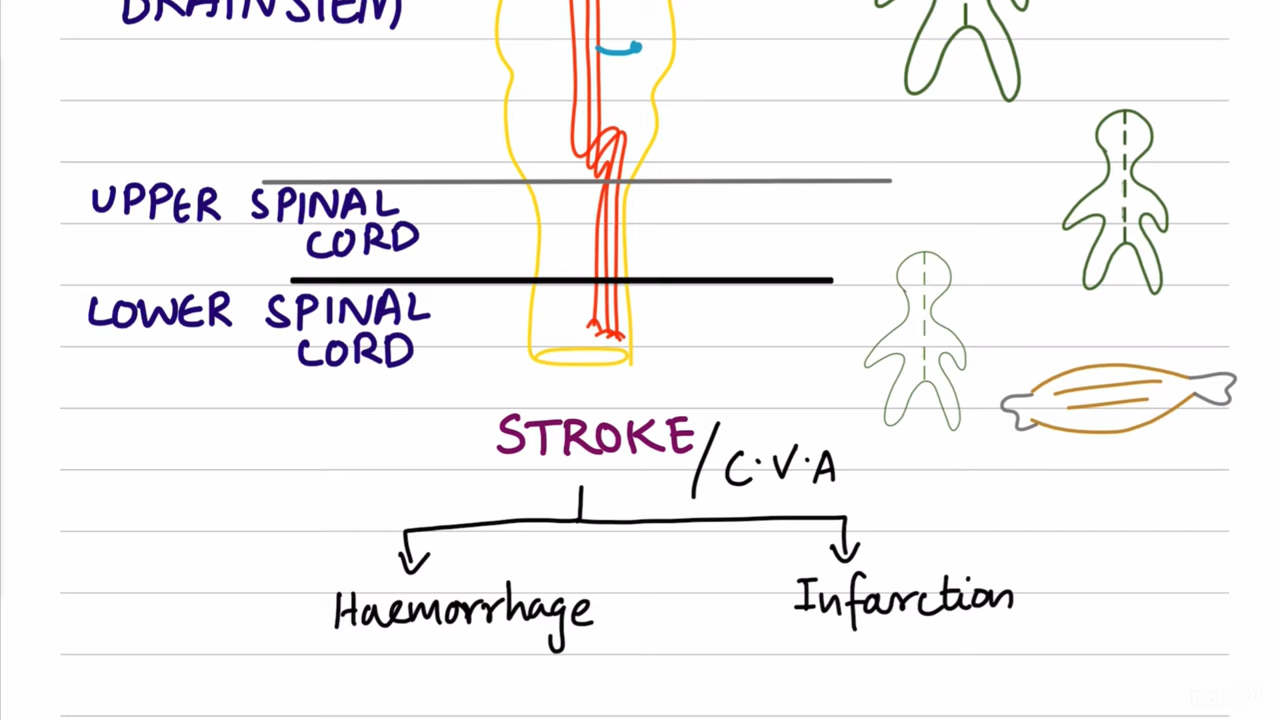 BRAINSTEM
UPPER SPINAL
CORD
LOWER SPINAL
CORD
STROKE / C.V.A
Haemorrhage
Infarction